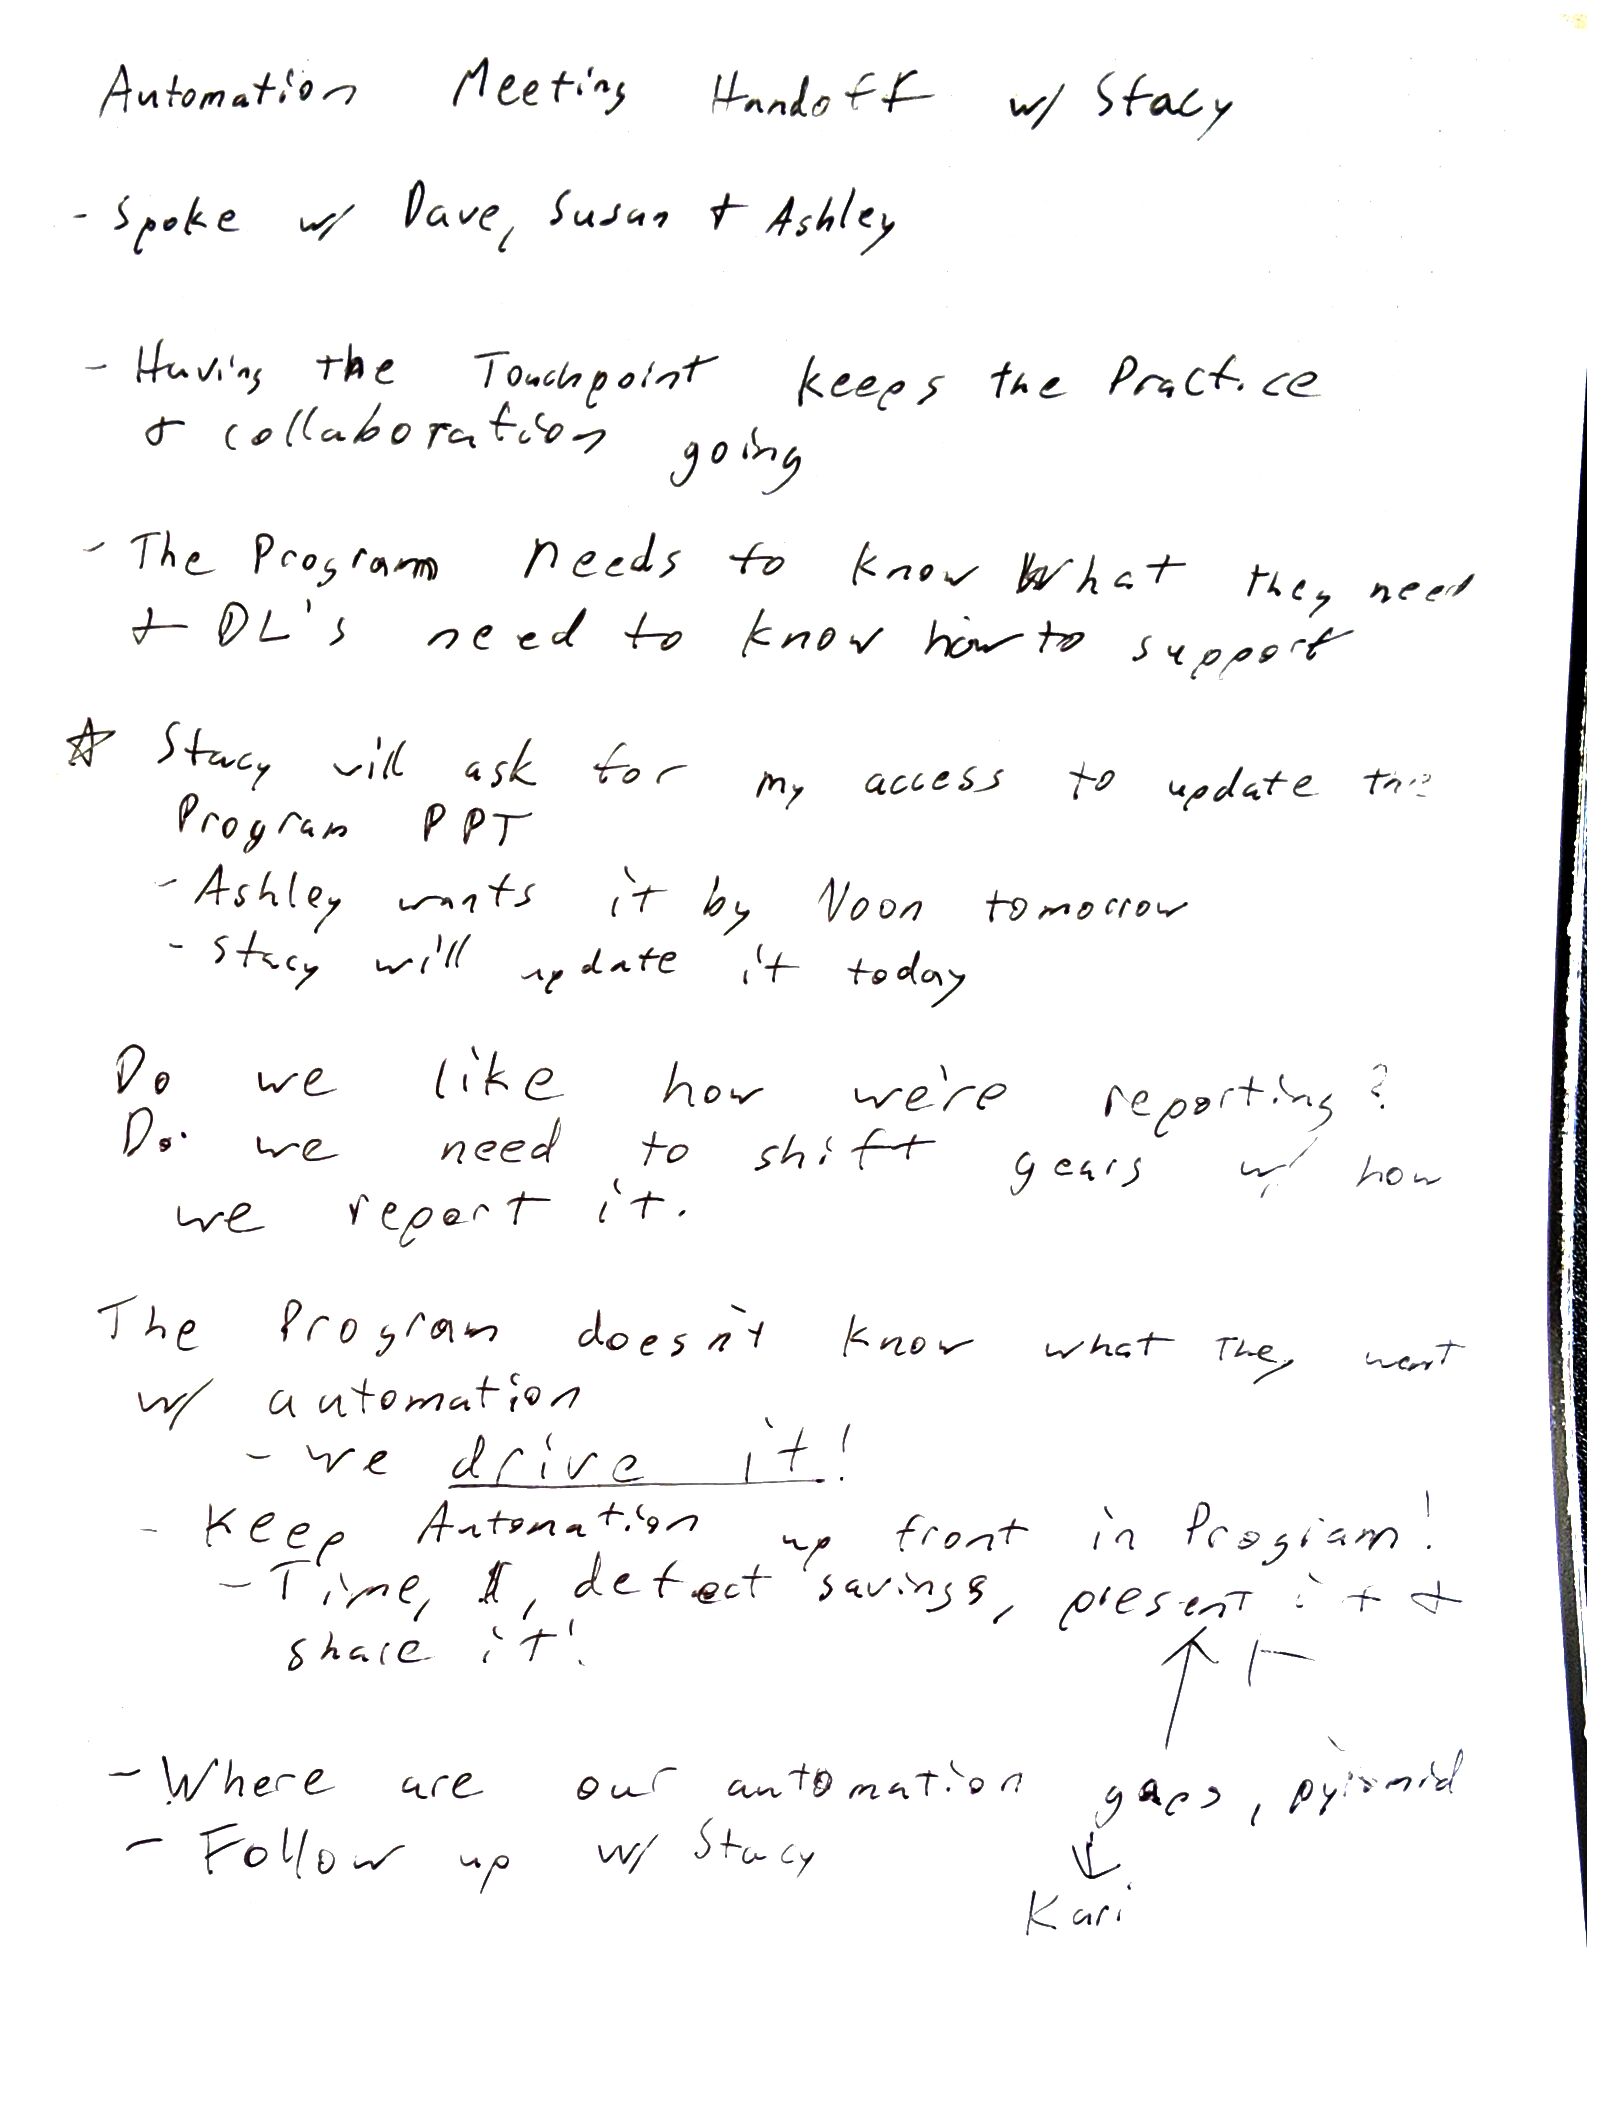 Automation Meeting Handoff w/ Stacy
- Spoke w/ Dave, Susan + Ashley
- Having the Touchpoint keeps the Practice
& collaboration going
- The Program needs to know What they need
+ DL's need to know how to support
☆ Stacy will ask for my access to update the
Program PPT
- Ashley wants it by Noon tomorrow
- Stacy will update it today
Do we like how we're reporting?
Do we need to shift gears w/ how
we report it.
The Program doesn't know what they want
w/ automation
- we drive it!
- Keep Automation up front in Program!
- Time, $, defect savings, present it +
share it!
- Where are our automation gaps, pyramid
- Follow up w/ Stacy
Kari